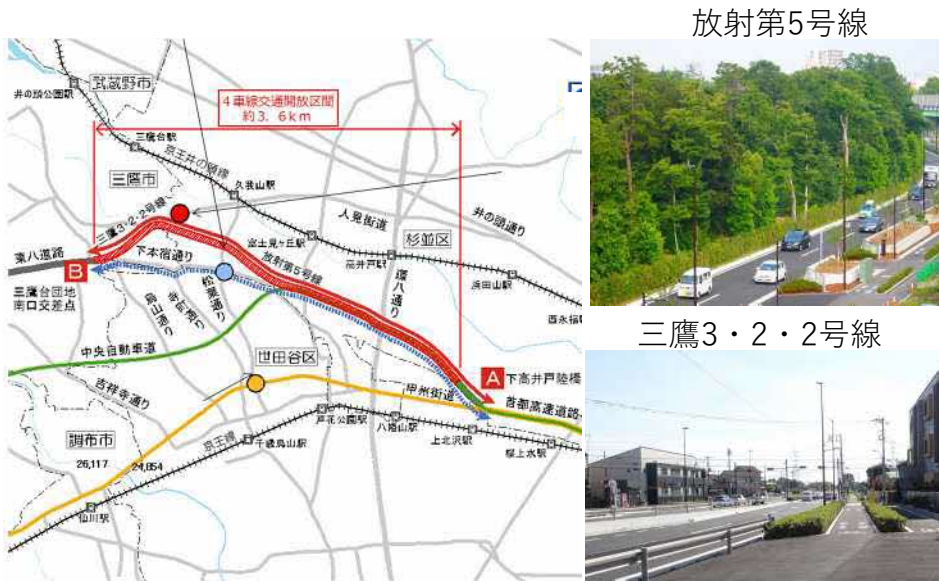 放射第5号線
三鷹3・2・2号線
武蔵野市
井の頭公園駅
4車線交通開放区間
約3.6km
三鷹台駅
京王井の頭線
三鷹市
久我山駅
人見街道
井の頭通り
三鷹3・2・2号線
杉並区
東八道路
B
下本宿通り
富士見ヶ丘駅
高井戸駅
環八通り
浜田山駅
西永福駅
放射第5号線
三鷹台団地
南口交差点
烏山通り
寺町通り
松葉通り
中央自動車道
世田谷区
A
下高井戸陸橋
甲州街道
首都高速道路
吉祥寺通り
芦花公園駅
八幡山駅
上北沢駅
桜上水駅
調布市
京王線
千歳烏山駅
26,117
24,854
仙川駅